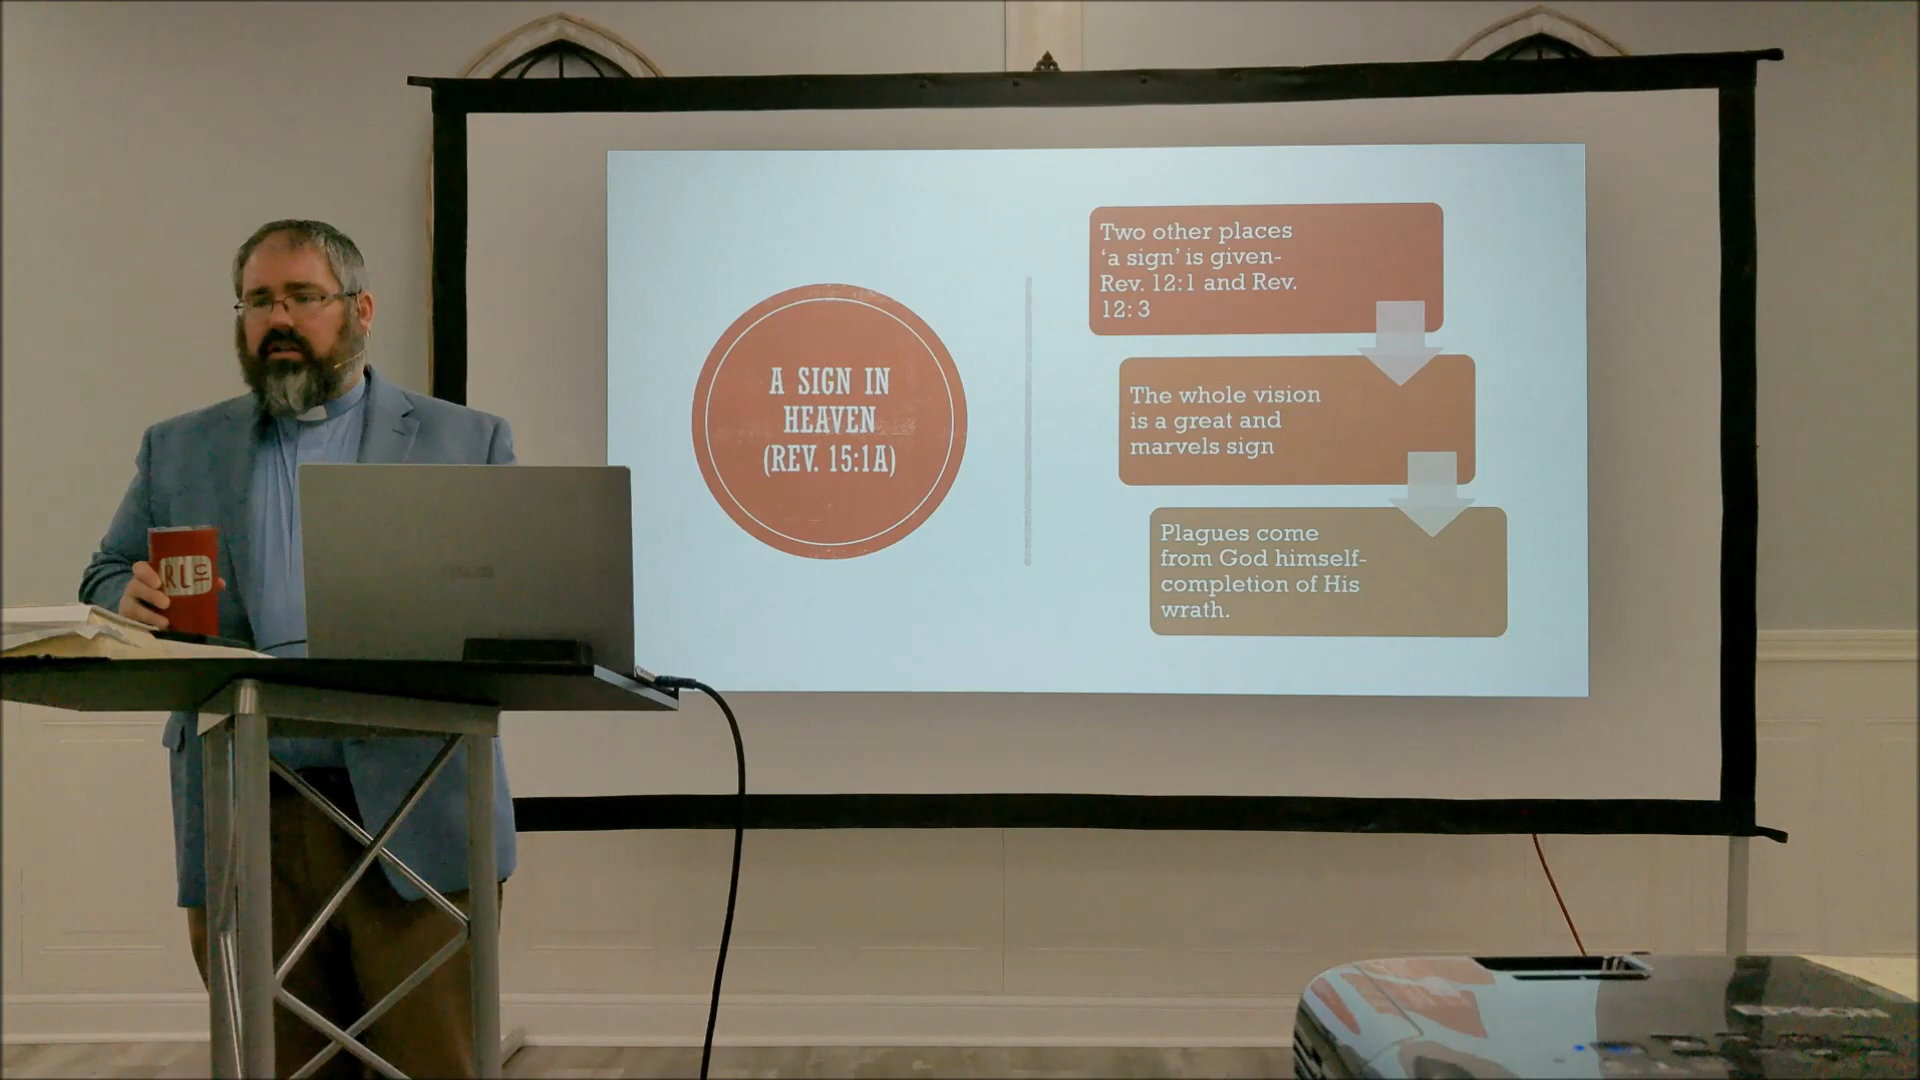 A SIGN IN
HEAVEN
(REV. 15:1A)
Two other places
‘a sign’ is given-
Rev. 12:1 and Rev.
12: 3
The whole vision
is a great and
marvels sign
Plagues come
from God himself-
completion of His
wrath.
RLC